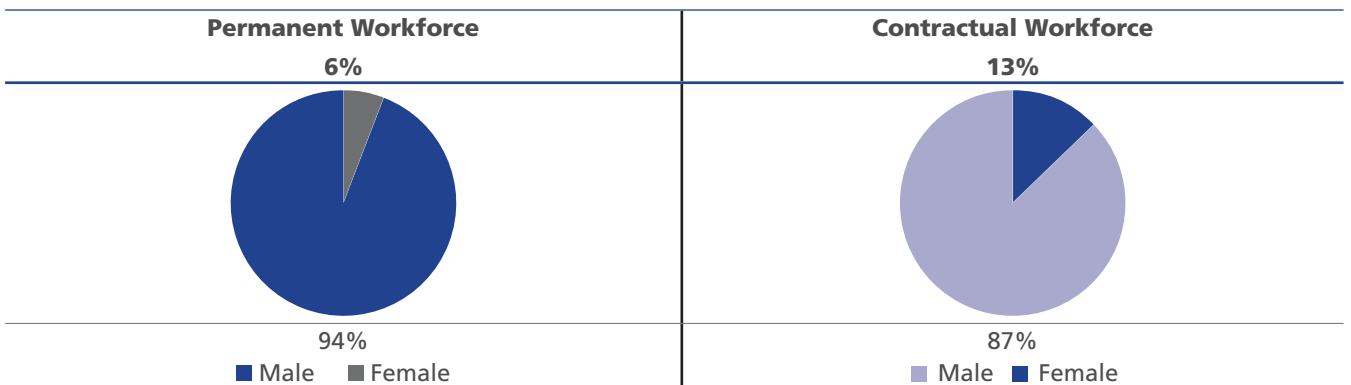 Permanent Workforce
6%
94%
Male Female
Contractual Workforce
13%
87%
Male Female